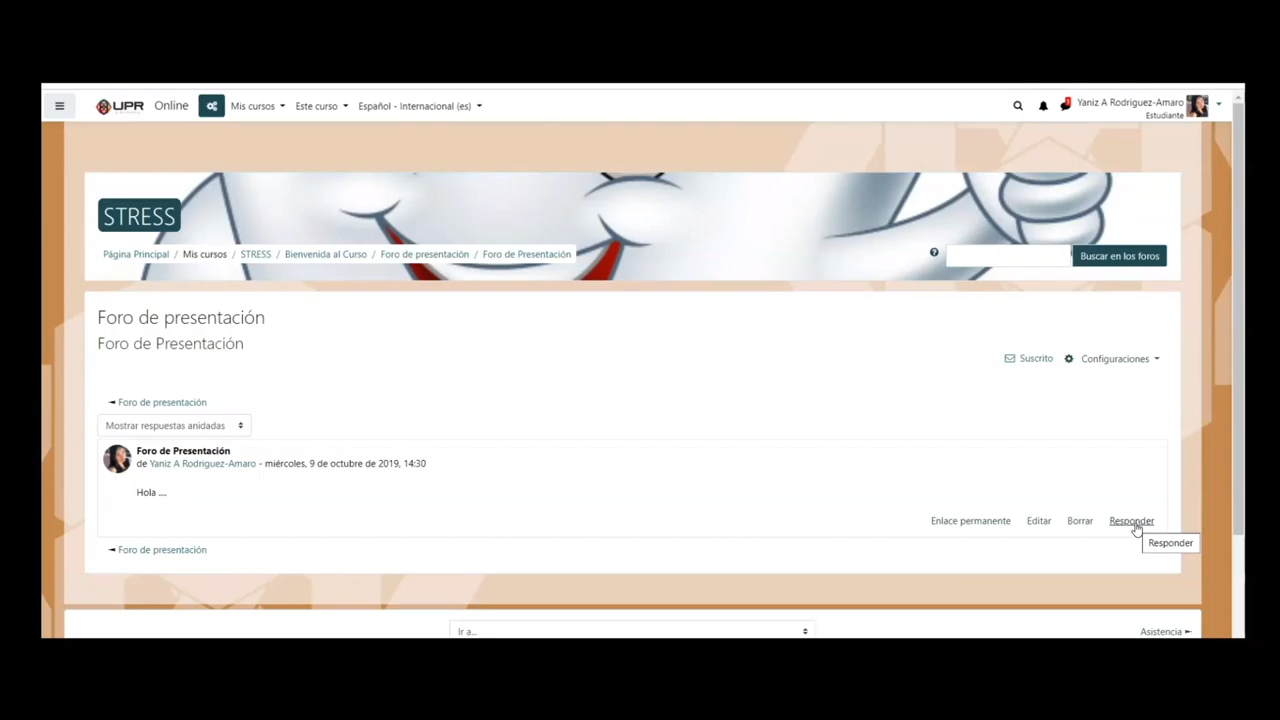 UPR Online Mis cursos Este curso Español - Internacional (es) Yaniz A Rodriguez-Amaro
Estudiante
STRESS
Página Principal / Mis cursos / STRESS / Bienvenida al Curso / Foro de presentación / Foro de Presentación Buscar en los foros
Foro de presentación
Foro de Presentación
Suscrito Configuraciones
◄ Foro de presentación
Mostrar respuestas anidadas
Foro de Presentación
de Yaniz A Rodriguez-Amaro - miércoles, 9 de octubre de 2019, 14:30
Hola ....
Enlace permanente Editar Borrar Responder
Responder
◄ Foro de presentación
Ir a... Asistencia ►